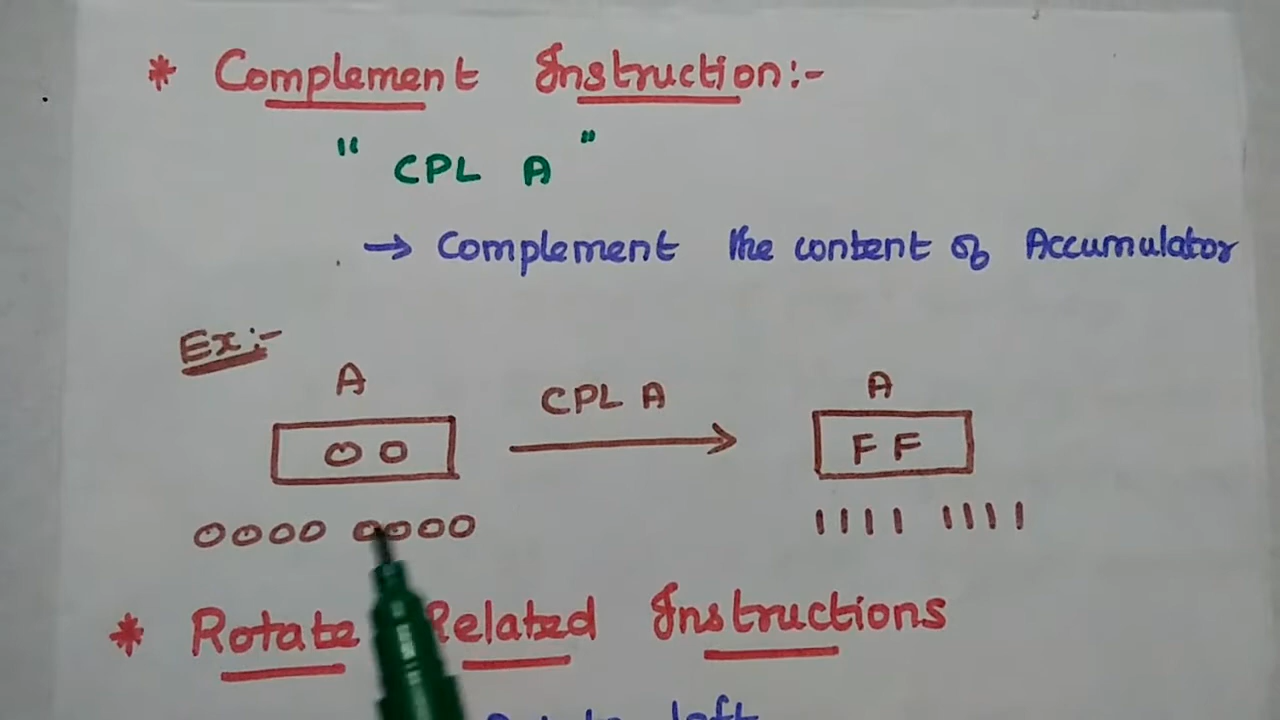 * Complement Instruction:-
" CPL A "
→ Complement the content of Accumulator
Ex:-
A CPL A A
00 FF
0000 0000 1111 1111
* Rotate Related Instructions
left